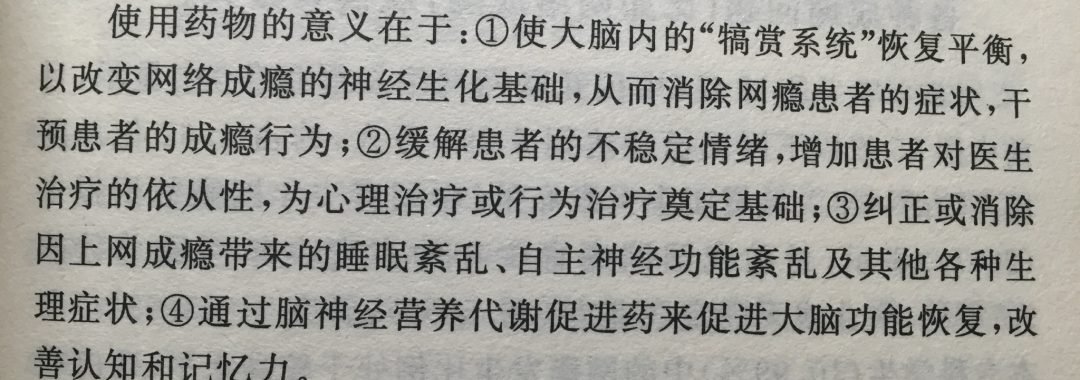 使用药物的意义在于:①使大脑内的“犒赏系统”恢复平衡,
以改变网络成瘾的神经生化基础,从而消除网瘾患者的症状,干
预患者的成瘾行为;②缓解患者的不稳定情绪,增加患者对医生
治疗的依从性,为心理治疗或行为治疗奠定基础;③纠正或消除
因上网成瘾带来的睡眠紊乱、自主神经功能紊乱及其他各种生
理症状;④通过脑神经营养代谢促进药来促进大脑功能恢复,改
善认知和记忆力。